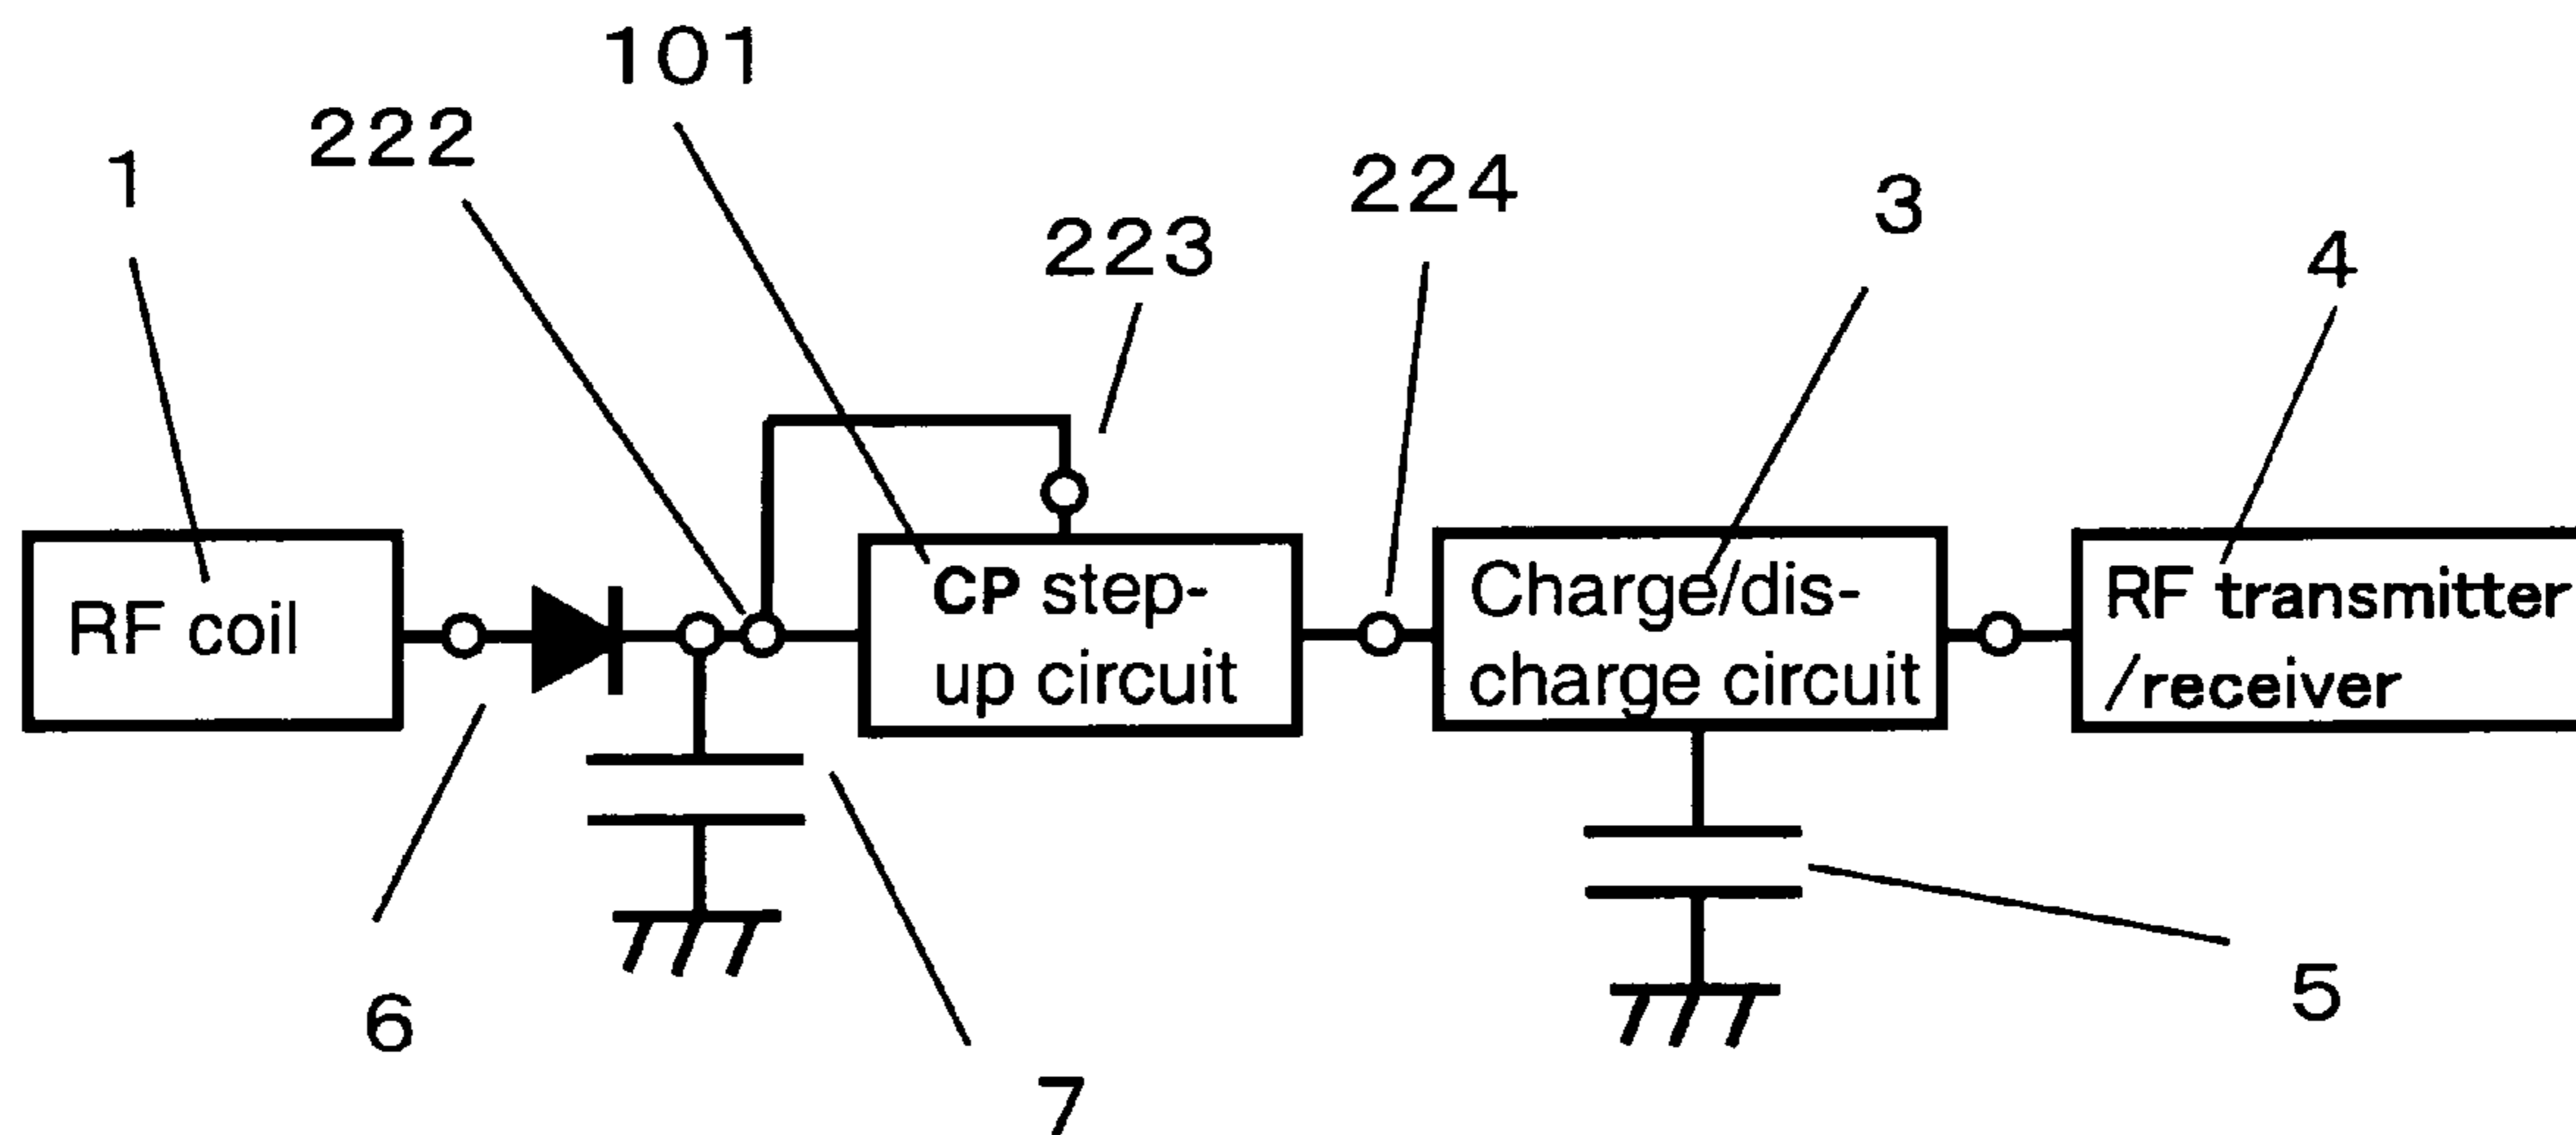 101
222
1
224
3
223
4
RF coil
CP step-
up circuit
Charge/dis-
charge circuit
RF transmitter
/receiver
6
5
7